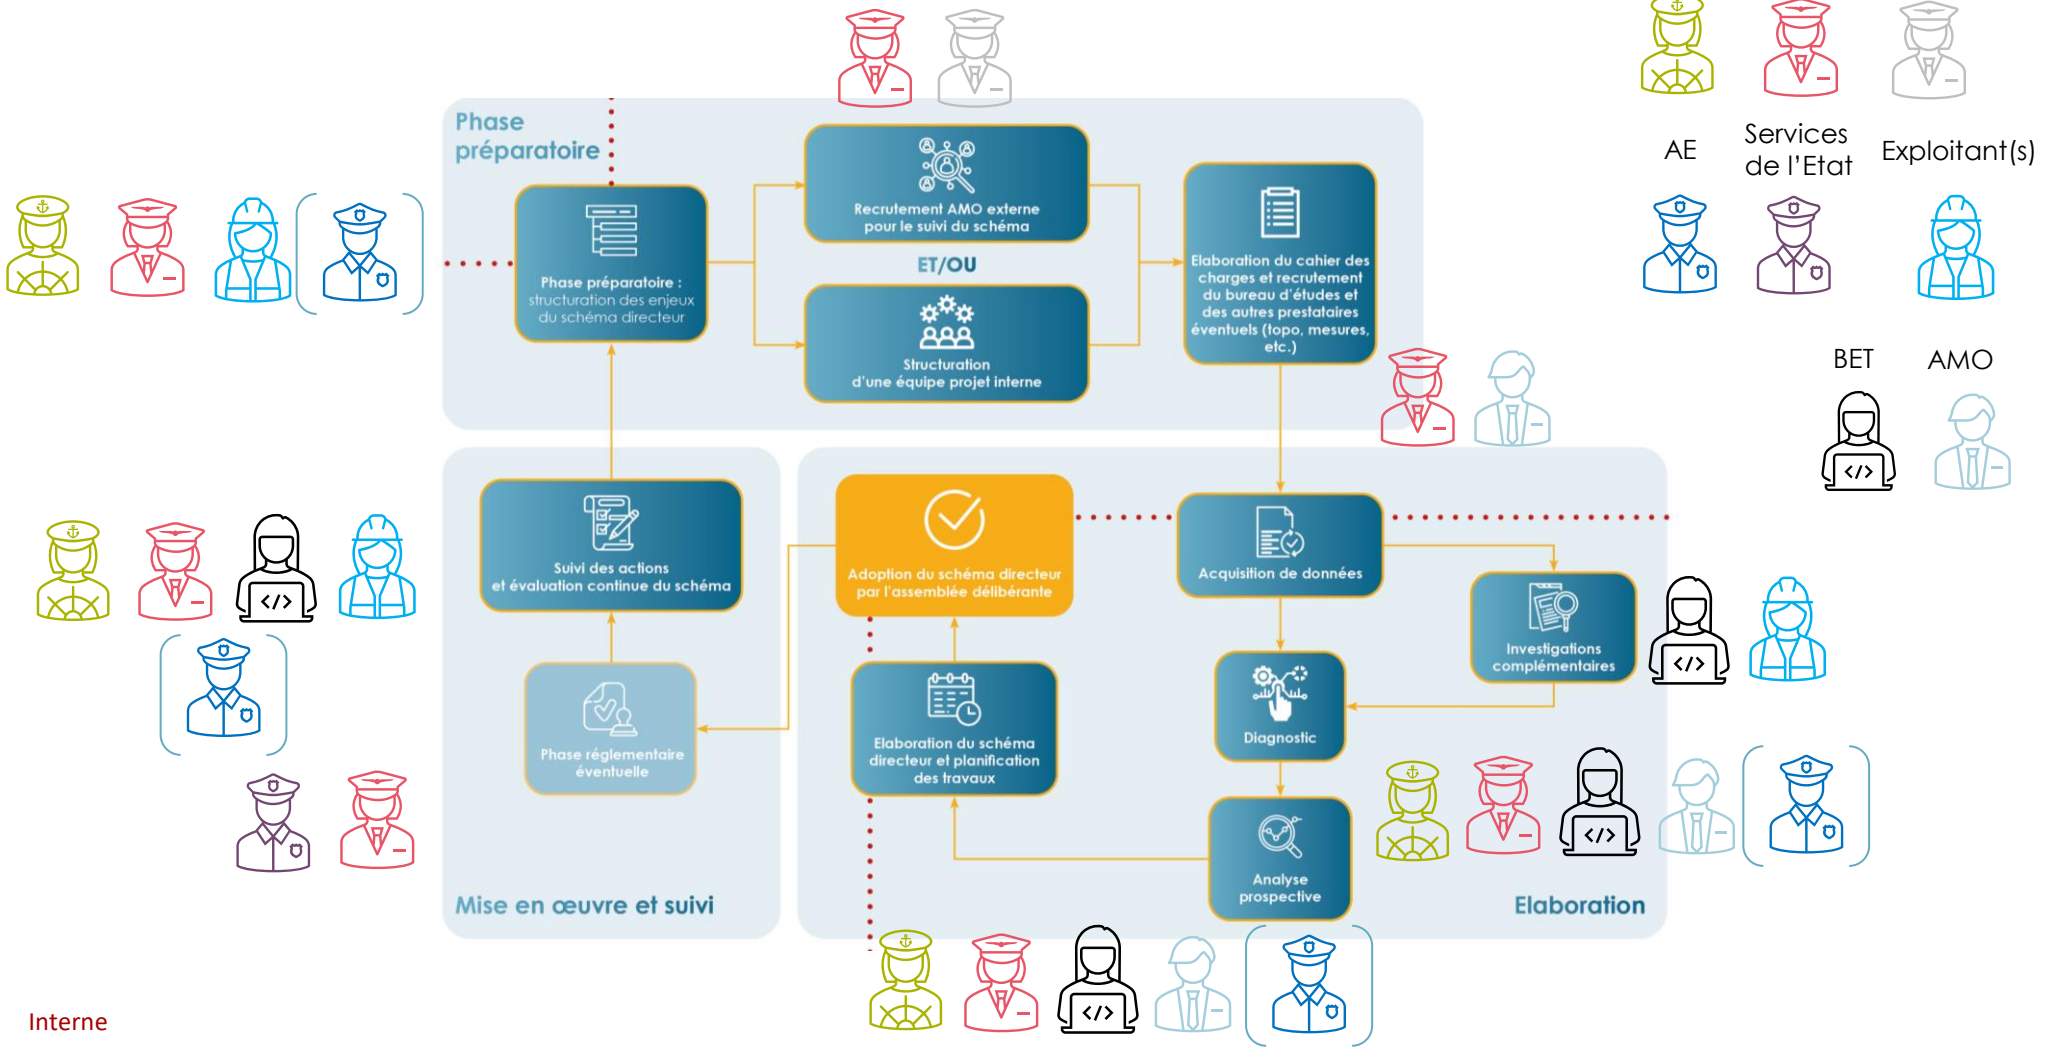 Phase
préparatoire
Recrutement AMO externe
pour le suivi du schéma
ET/OU
Structuration
d'une équipe projet interne
Phase préparatoire :
structuration des enjeux
du schéma directeur
Elaboration du cahier des
charges et recrutement
du bureau d'études et
des autres prestataires
éventuels (topo, mesures,
etc.)
AE
Services
de l'Etat
Exploitant(s)
BET
AMO
</>
Suivi des actions
et évaluation continue du schéma
Adoption du schéma directeur
par l'assemblée délibérante
Acquisition de données
Investigations
complémentaires
</>
</>
Phase réglementaire
éventuelle
Elaboration du schéma
directeur et planification
des travaux
Diagnostic
</>
Analyse
prospective
Mise en œuvre et suivi
Elaboration
</>
Interne